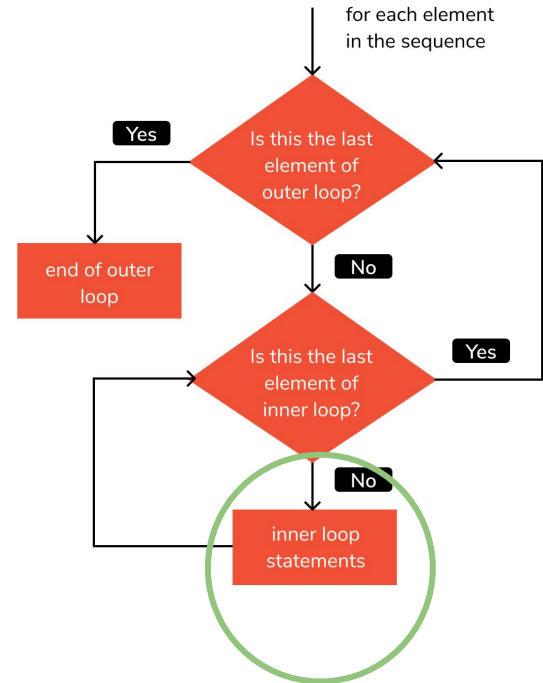 for each element
in the sequence
Is this the last
element of
outer loop?
Yes
end of outer
loop
No
Is this the last
element of
inner loop?
Yes
No
inner loop
statements